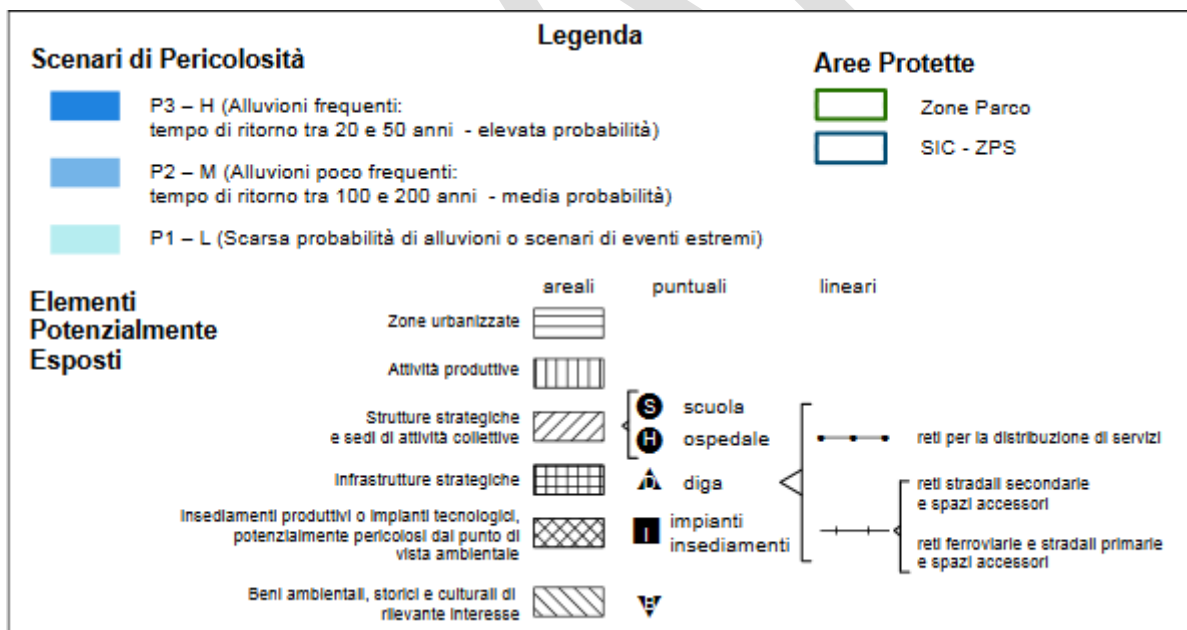 Legenda
Scenari di Pericolosità
P3 – H (Alluvioni frequenti:
tempo di ritorno tra 20 e 50 anni - elevata probabilità)
P2 – M (Alluvioni poco frequenti:
tempo di ritorno tra 100 e 200 anni - media probabilità)
P1 – L (Scarsa probabilità di alluvioni o scenari di eventi estremi)
Aree Protette
Zone Parco
SIC - ZPS
Elementi
Potenzialmente
Esposti
areali puntuali lineari
Zone urbanizzate
Attività produttive
Strutture strategiche
e sedi di attività collettive
S scuola
H ospedale
Infrastrutture strategiche
D diga
Insediamenti produttivi o impianti tecnologici,
potenzialmente pericolosi dal punto di
vista ambientale
I impianti
insediamenti
Beni ambientali, storici e culturali di
rilevante interesse
B
reti per la distribuzione di servizi
reti stradali secondarie
e spazi accessori
reti ferroviarie e stradali primarie
e spazi accessori